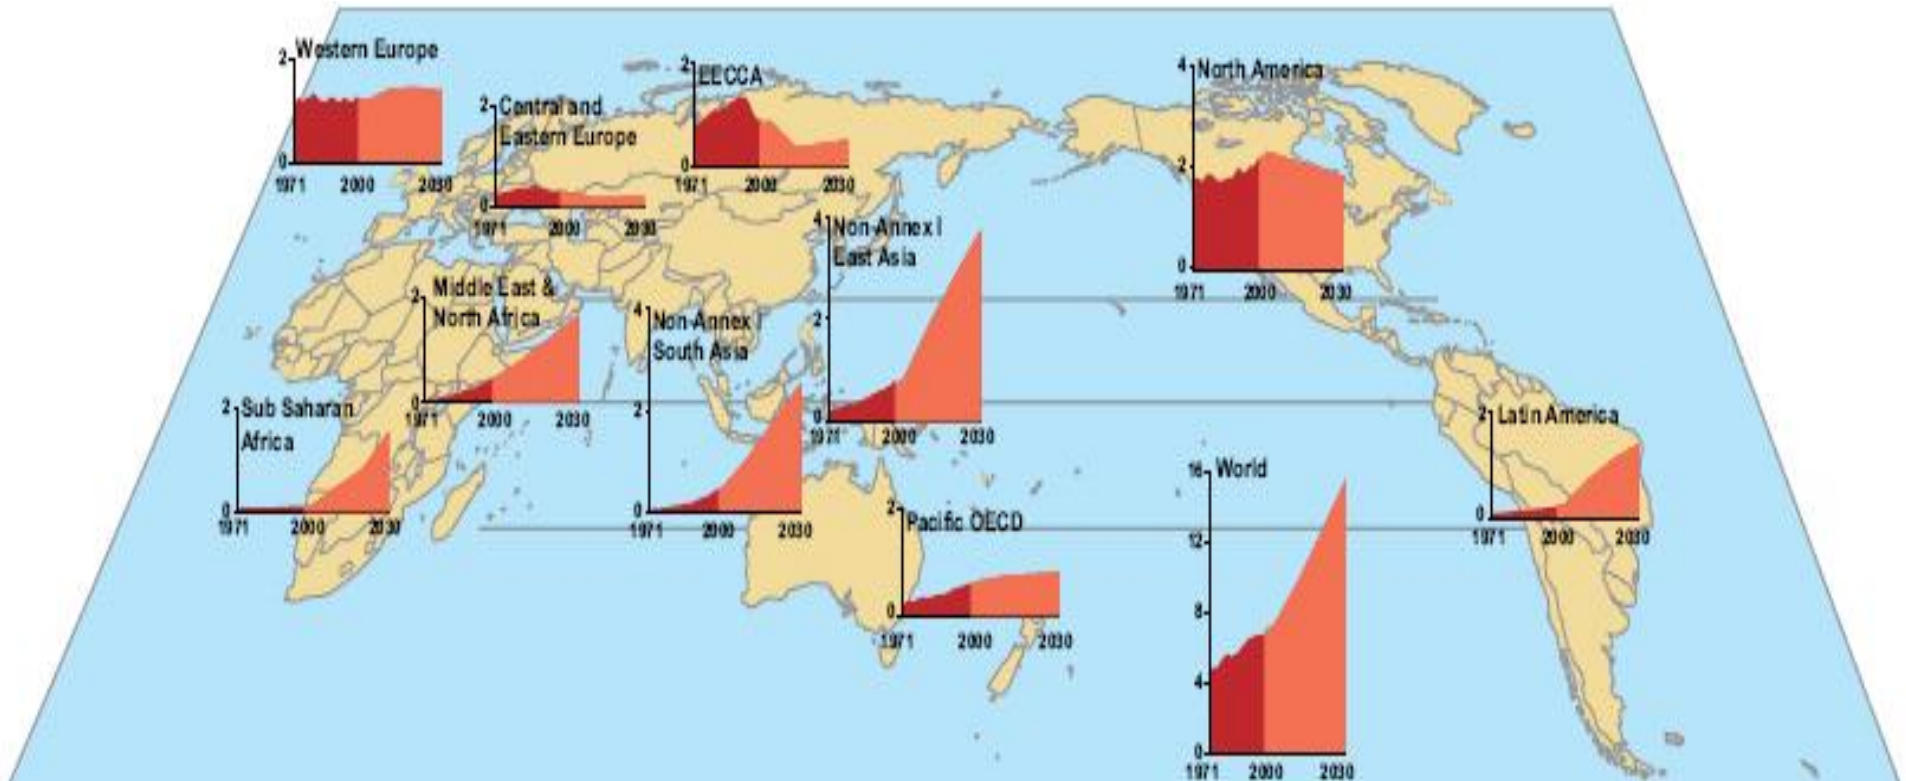 Western Europe
2
0
1971 2000 2030
Central and
Eastern Europe
2
0
1971 2000 2030
EECCA
2
0
1971 2000 2030
North America
4
2
0
1971 2000 2030
Non-Annex I
East Asia
4
2
0
1971 2000 2030
Middle East &
North Africa
2
0
1971 2000 2030
Non-Annex I
South Asia
4
2
0
1971 2000 2030
Sub Saharan
Africa
2
0
1971 2000 2030
Pacific OECD
2
0
1971 2000 2030
World
16
12
8
4
0
1971 2000 2030
Latin America
2
0
1971 2000 2030